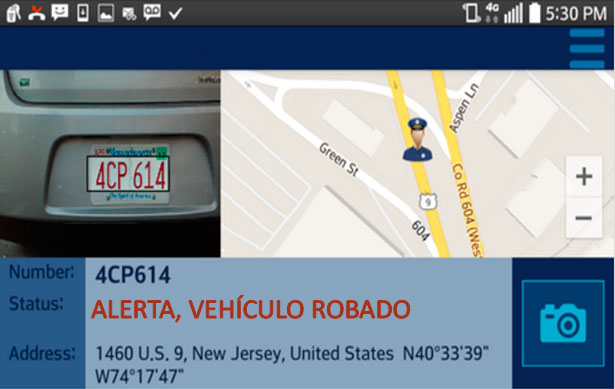 4G 5:30 PM
Massachusetts
4CP 614
The Spirit of America
Green St
Aspen Ln
9
604
Co Rd 604 (Wes
+
−
Number: 4CP614
Status: ALERTA, VEHÍCULO ROBADO
Address: 1460 U.S. 9, New Jersey, United States N40°33'39"
W74°17'47"